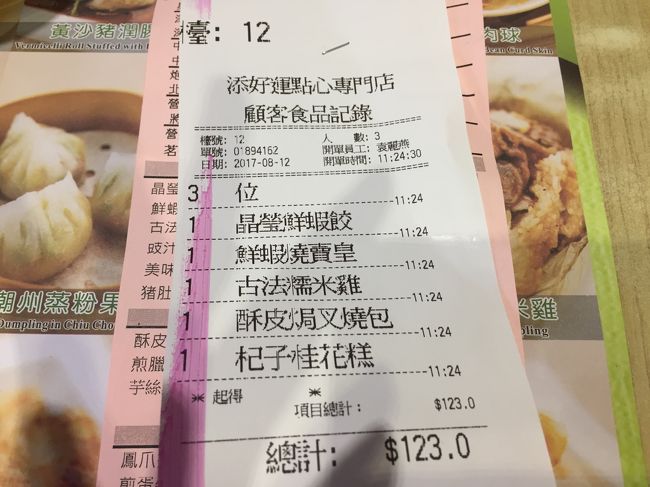 黃沙豬潤腸
Vermicelli Roll Stuffed with
肉球
Bean Curd Skin
檯: 12
添好運點心專門店
顧客食品記錄
檯號: 12
人 數: 3
單號: 01894162
開單員工: 袁麗燕
日期: 2017-08-12
開單時間: 11:24:30
3 位
11:24
1 晶瑩鮮蝦餃
11:24
1 鮮蝦燒賣皇
11:24
1 古法糯米雞
11:24
1 酥皮焗叉燒包
11:24
1 杞子桂花糕
11:24
* 起得 *
項目總計: $123.0
總計: $123.0
晶瑩
鮮蝦
古法
豉汁
美味
豬肚
酥皮
煎臘
芋絲
鳳爪
煎蛋
潮州蒸粉果
Dumpling in Chiu Cho
米雞